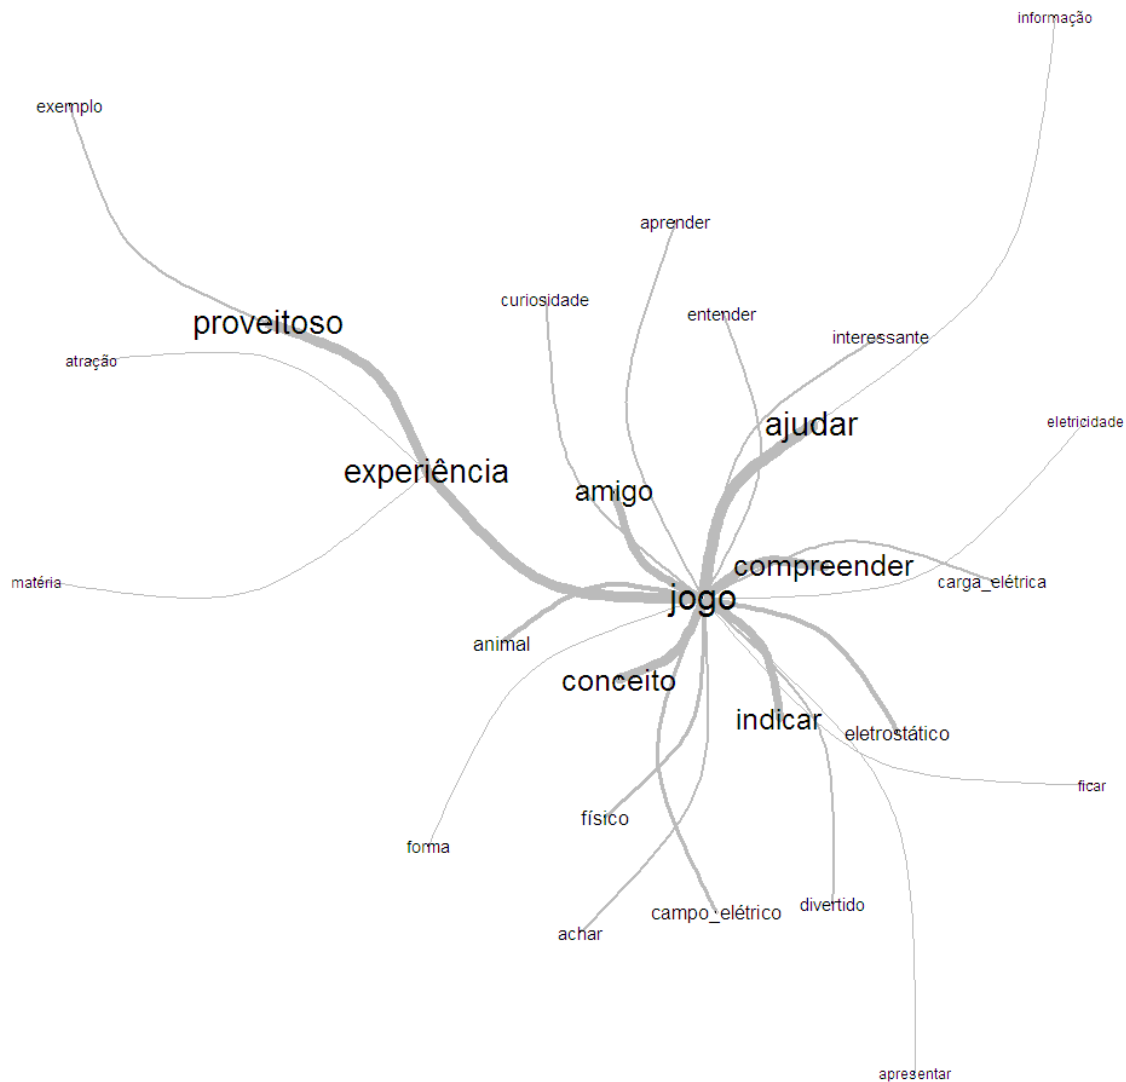 informação
exemplo
aprender
curiosidade
entender
proveitoso
interessante
atração
ajudar
eletricidade
experiência
amigo
compreender
matéria
carga_elétrica
jogo
animal
conceito
indicar
eletrostático
ficar
físico
forma
divertido
campo_elétrico
achar
apresentar